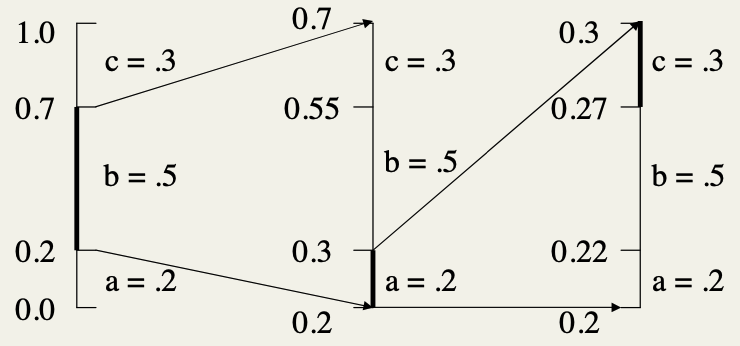 1.0
c = .3
0.7
b = .5
0.2
a = .2
0.0
0.7
c = .3
0.55
b = .5
0.3
a = .2
0.2
0.3
c = .3
0.27
b = .5
0.22
a = .2
0.2